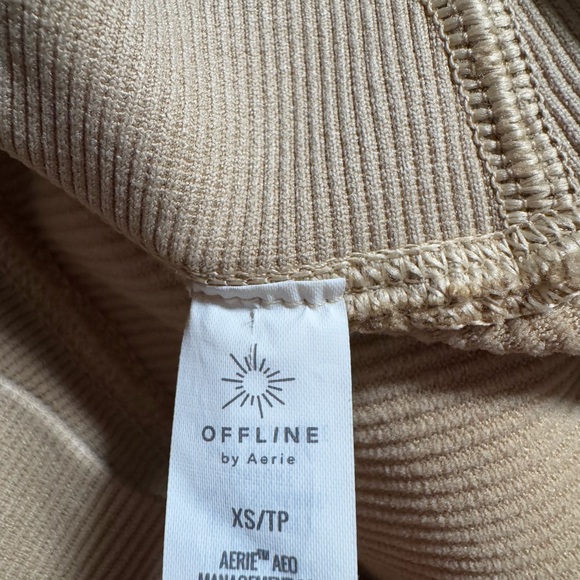 OFFLINE
by Aerie
XS/TP
AERIE™ AEO